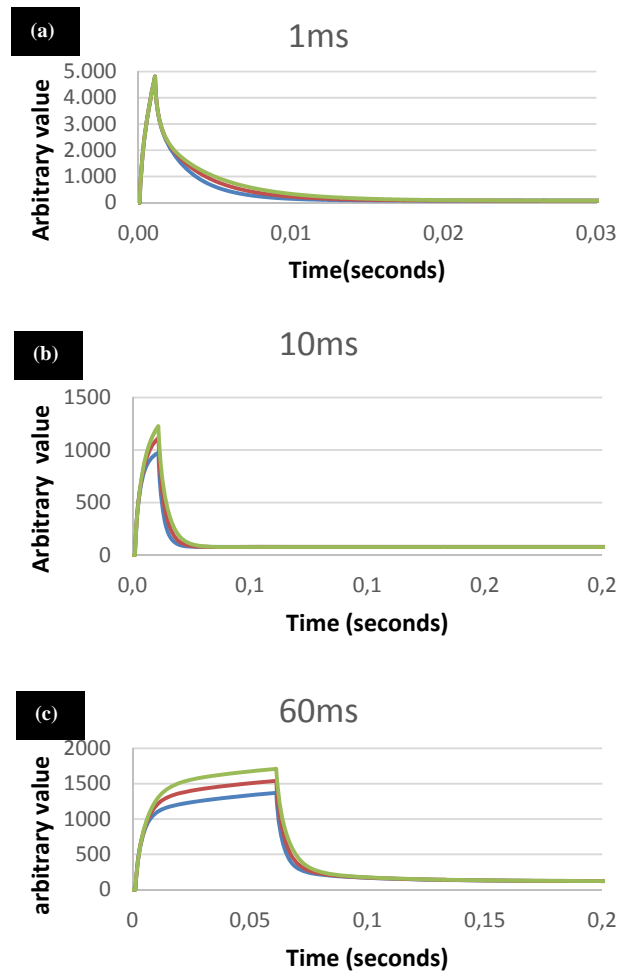 (a)
1ms
Arbitrary value
5.000
4.000
3.000
2.000
1.000
0
0,00 0,01 0,02 0,03
Time(seconds)
(b)
10ms
Arbitrary value
1500
1000
500
0
0,0 0,1 0,1 0,2 0,2
Time (seconds)
(c)
60ms
arbitrary value
2000
1500
1000
500
0
0 0,05 0,1 0,15 0,2
Time (seconds)